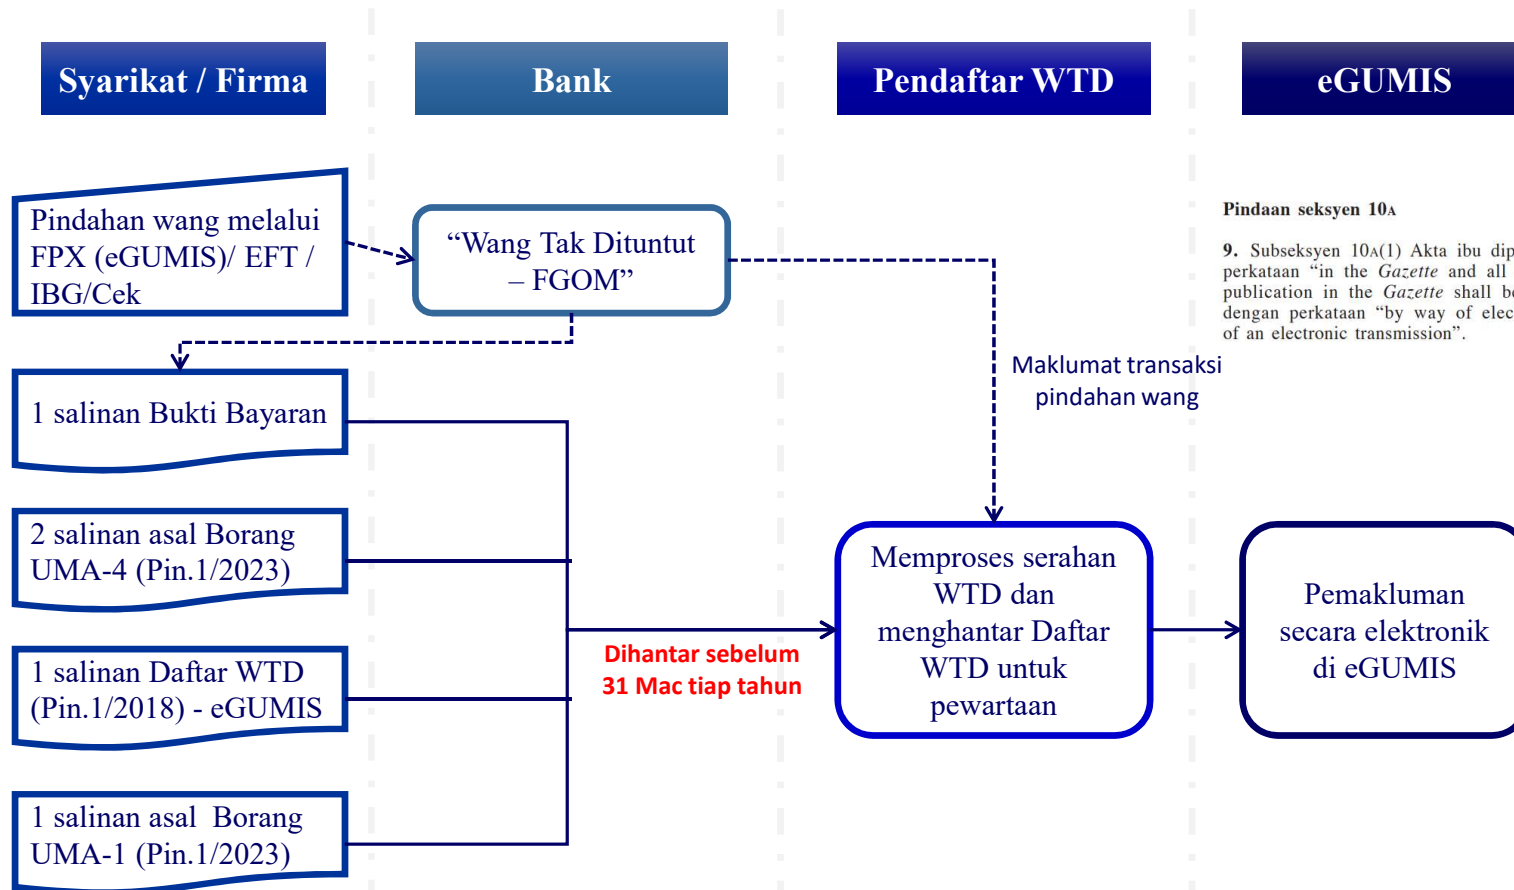 Syarikat / Firma
Bank
Pendaftar WTD
eGUMIS
Pindahan wang melalui
FPX (eGUMIS)/ EFT /
IBG/Cek
“Wang Tak Dituntut
– FGOM”
Pindaan seksyen 10A
9. Subseksyen 10A(1) Akta ibu
perkataan “in the Gazette and all
publication in the Gazette shall
dengan perkataan “by way of
of an electronic transmission”.
Maklumat transaksi
pindahan wang
1 salinan Bukti Bayaran
2 salinan asal Borang
UMA-4 (Pin.1/2023)
1 salinan Daftar WTD
(Pin.1/2018) - eGUMIS
1 salinan asal Borang
UMA-1 (Pin.1/2023)
Dihantar sebelum
31 Mac tiap tahun
Memproses serahan
WTD dan
menghantar Daftar
WTD untuk
pewartaan
Pemakluman
secara elektronik
di eGUMIS